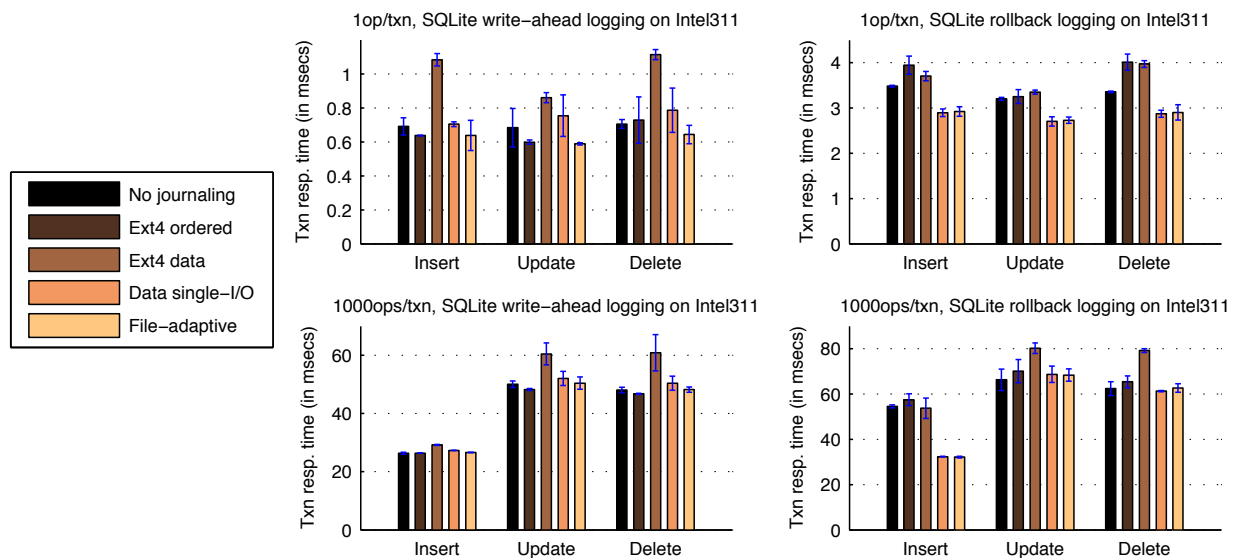 1op/txn, SQLite write−ahead logging on Intel311
Txn resp. time (in msecs)
1
0.8
0.6
0.4
0.2
0
Insert Update Delete
1op/txn, SQLite rollback logging on Intel311
Txn resp. time (in msecs)
4
3
2
1
0
Insert Update Delete
No journaling
Ext4 ordered
Ext4 data
Data single−I/O
File−adaptive
1000ops/txn, SQLite write−ahead logging on Intel311
Txn resp. time (in msecs)
60
40
20
0
Insert Update Delete
1000ops/txn, SQLite rollback logging on Intel311
Txn resp. time (in msecs)
80
60
40
20
0
Insert Update Delete